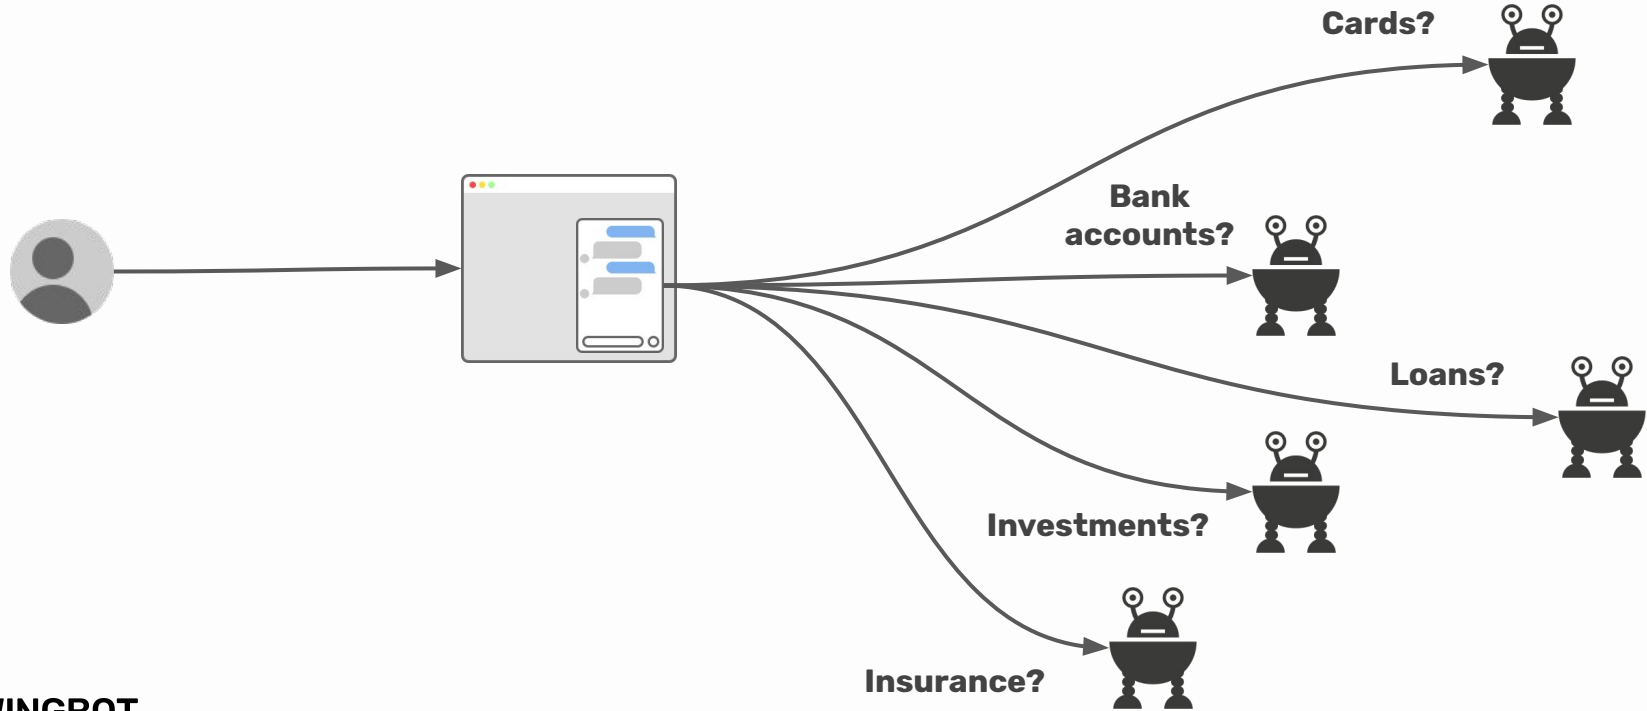 Cards?
Bank
accounts?
Loans?
Investments?
Insurance?